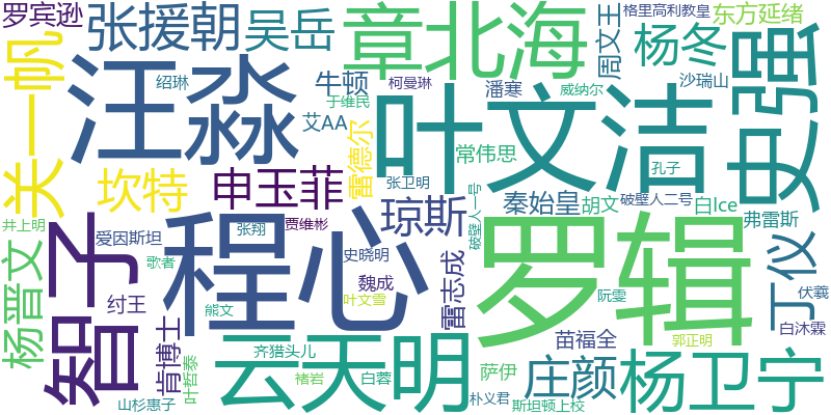 罗宾逊
张援朝
吴岳
章北海
周文王
格里高利教皇
东方延绪
杨冬
史强
关一帆
汪淼
绍琳
牛顿
柯曼琳
潘寒
威纳尔
沙瑞山
于维民
艾AA
叶文洁
常伟思
雷德尔
孔子
坎特
申玉菲
张卫明
琼斯
破壁人一号
秦始皇
胡文
破壁人二号
白Ice
弗雷斯
井上明
智子
爱因斯坦
张翔
贾维彬
程心
罗辑
丁仪
杨晋文
歌者
史晓明
雷志成
魏成
纣王
熊文
叶文雪
阮雯
伏羲
肯博士
叶哲泰
云天明
齐猎头儿
苗福全
郭正明
白沐霖
山杉惠子
褚岩
白蓉
萨伊
朴义君
庄颜
斯坦顿上校
杨卫宁